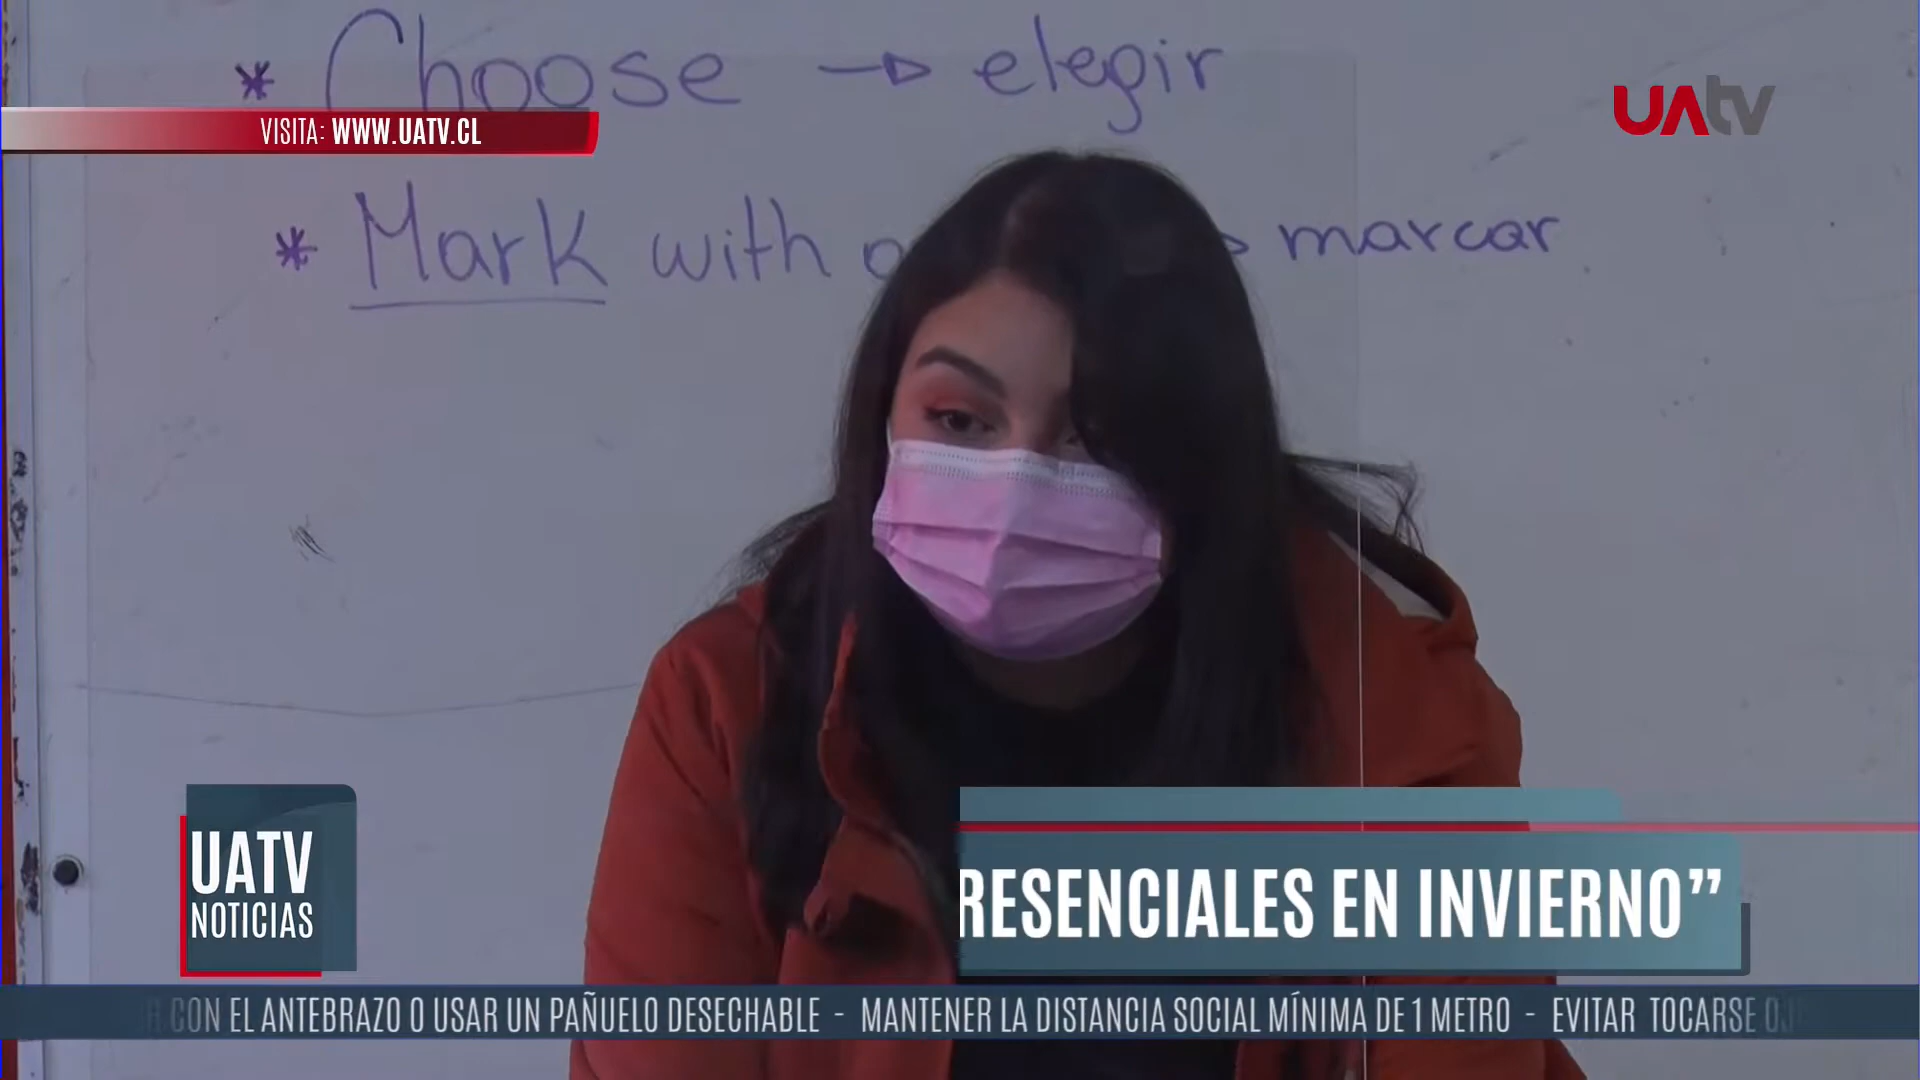 * Choose → elegir
VISITA: WWW.UATV.CL
UAtv
* Mark with marcar
UATV
NOTICIAS
RESENCIALES EN INVIERNO”
CON EL ANTEBRAZO O USAR UN PAÑUELO DESECHABLE - MANTENER LA DISTANCIA SOCIAL MÍNIMA DE 1 METRO - EVITAR TOCARSE